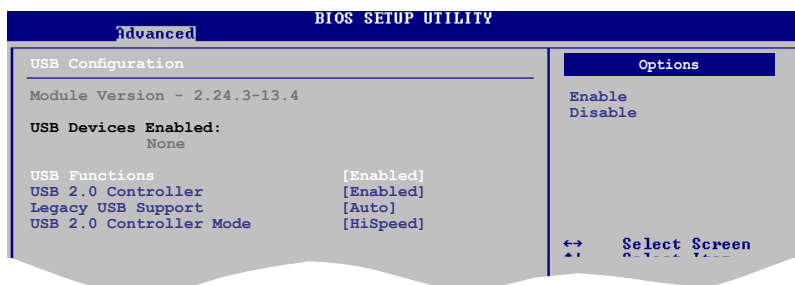 BIOS SETUP UTILITY
Advanced
USB Configuration
Module Version - 2.24.3-13.4
USB Devices Enabled:
None
USB Functions [Enabled]
USB 2.0 Controller [Enabled]
Legacy USB Support [Auto]
USB 2.0 Controller Mode [HiSpeed]
Options
Enable
Disable
↔ Select Screen